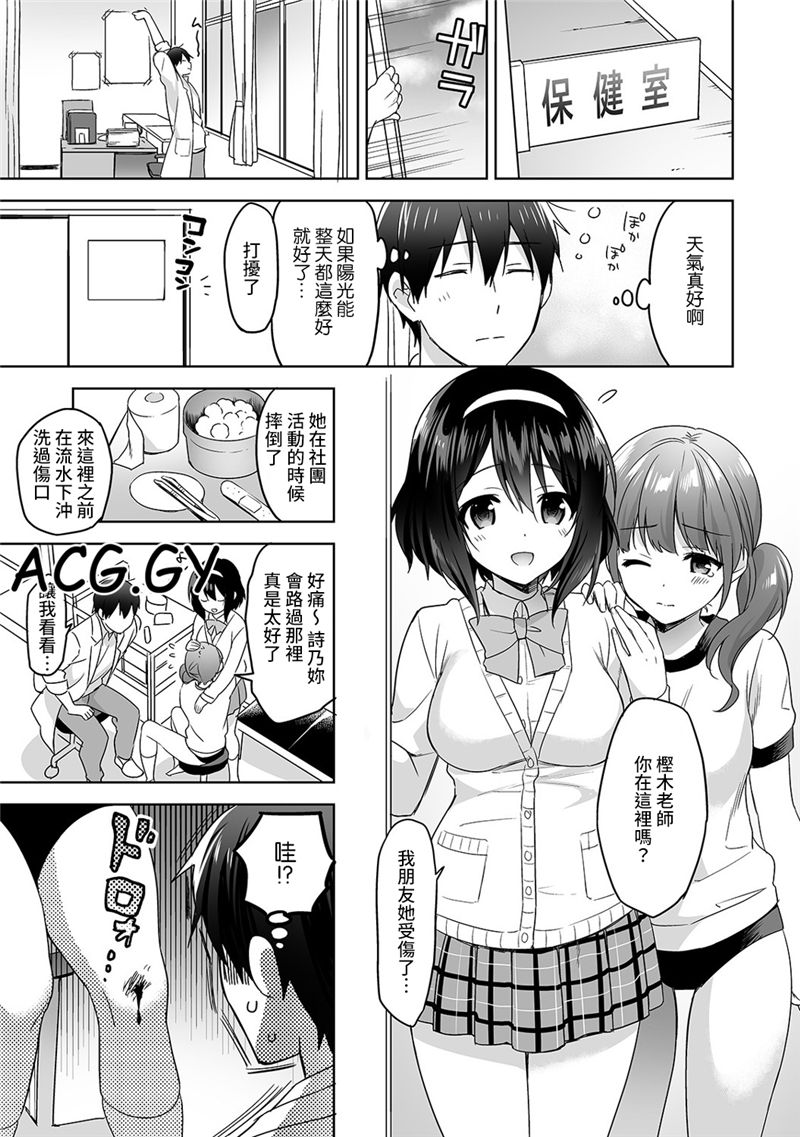 保健室
ガラ
天氣真好啊
ぽか
ぽか
如果陽光能
整天都這麼好
就好了…
打擾了
コンコン
樫木老師
你在這裡嗎？
我朋友她受傷了…
她在社團
活動的時候
摔倒了
來這裡之前
在流水下沖
洗過傷口
好痛～詩乃妳
會路過那裡
真是太好了
ACG.GY
我看看…
哇!?
ドロォ